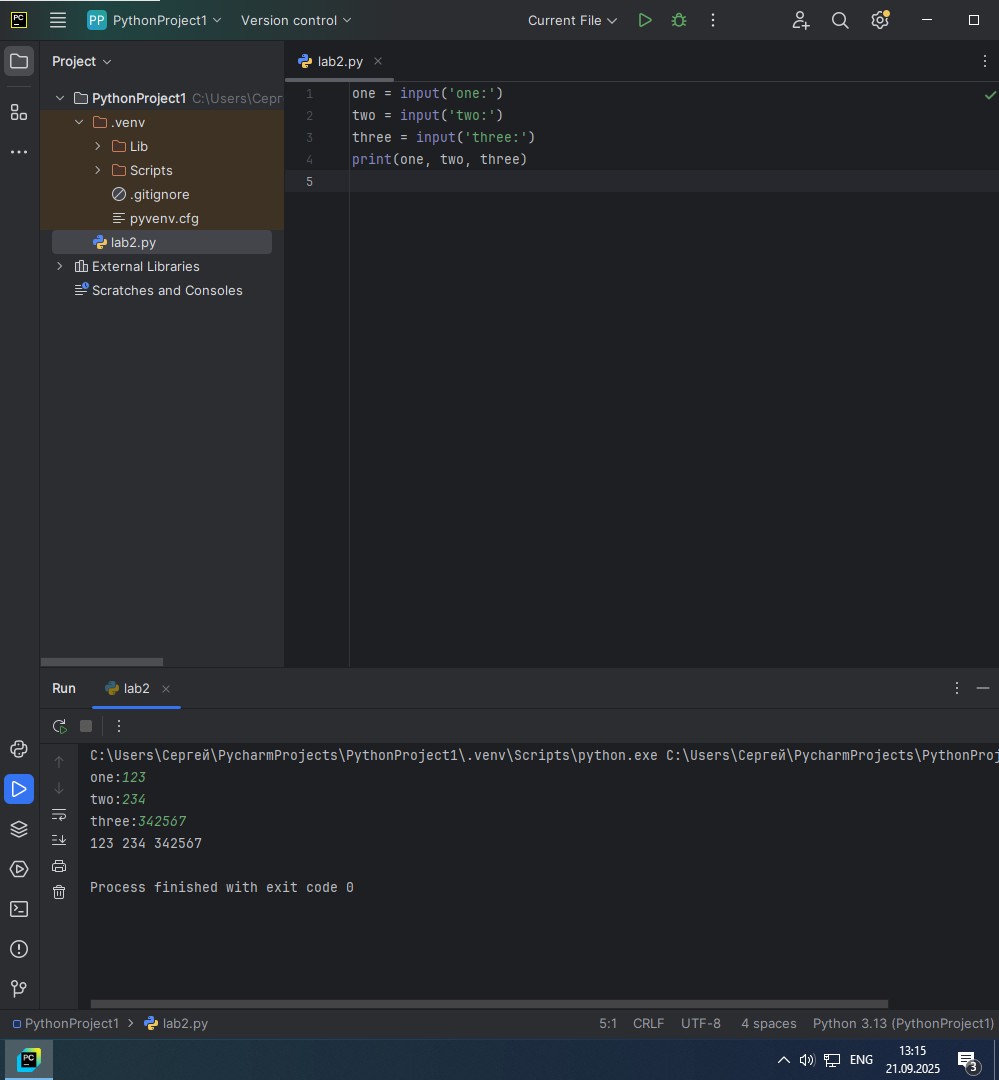 PC PP PythonProject1 Version control Current File
Project
lab2.py
PythonProject1 C:\Users\Сергe
.venv
Lib
Scripts
.gitignore
pyvenv.cfg
lab2.py
External Libraries
Scratches and Consoles
1 one = input('one:')
2 two = input('two:')
3 three = input('three:')
4 print(one, two, three)
5
Run lab2
C:\Users\Сергей\PycharmProjects\PythonProject1\.venv\Scripts\python.exe C:\Users\Сергей\PycharmProjects\PythonProj
one:123
two:234
three:342567
123 234 342567
Process finished with exit code 0
PythonProject1 lab2.py 5:1 CRLF UTF-8 4 spaces Python 3.13 (PythonProject1)
PC ENG 13:15
21.09.2025
3